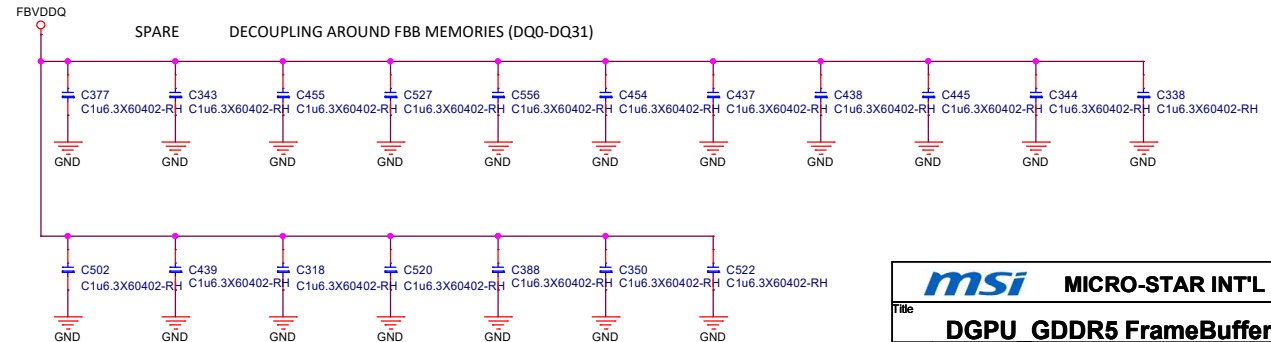 FBVDDQ
SPARE DECOUPLING AROUND FBB MEMORIES (DQ0-DQ31)
C377 C343 C455 C527 C556 C454 C437 C438 C445 C344 C338
C1u6.3X60402-RH C1u6.3X60402-RH C1u6.3X60402-RH C1u6.3X60402-RH C1u6.3X60402-RH C1u6.3X60402-RH C1u6.3X60402-RH C1u6.3X60402-RH C1u6.3X60402-RH C1u6.3X60402-RH C1u6.3X60402-RH
GND GND GND GND GND GND GND GND GND GND GND
C502 C439 C318 C520 C388 C350 C522
C1u6.3X60402-RH C1u6.3X60402-RH C1u6.3X60402-RH C1u6.3X60402-RH C1u6.3X60402-RH C1u6.3X60402-RH C1u6.3X60402-RH
GND GND GND GND GND GND GND
msi MICRO-STAR INT'L
Title
DGPU_GDDR5 FrameBuffer